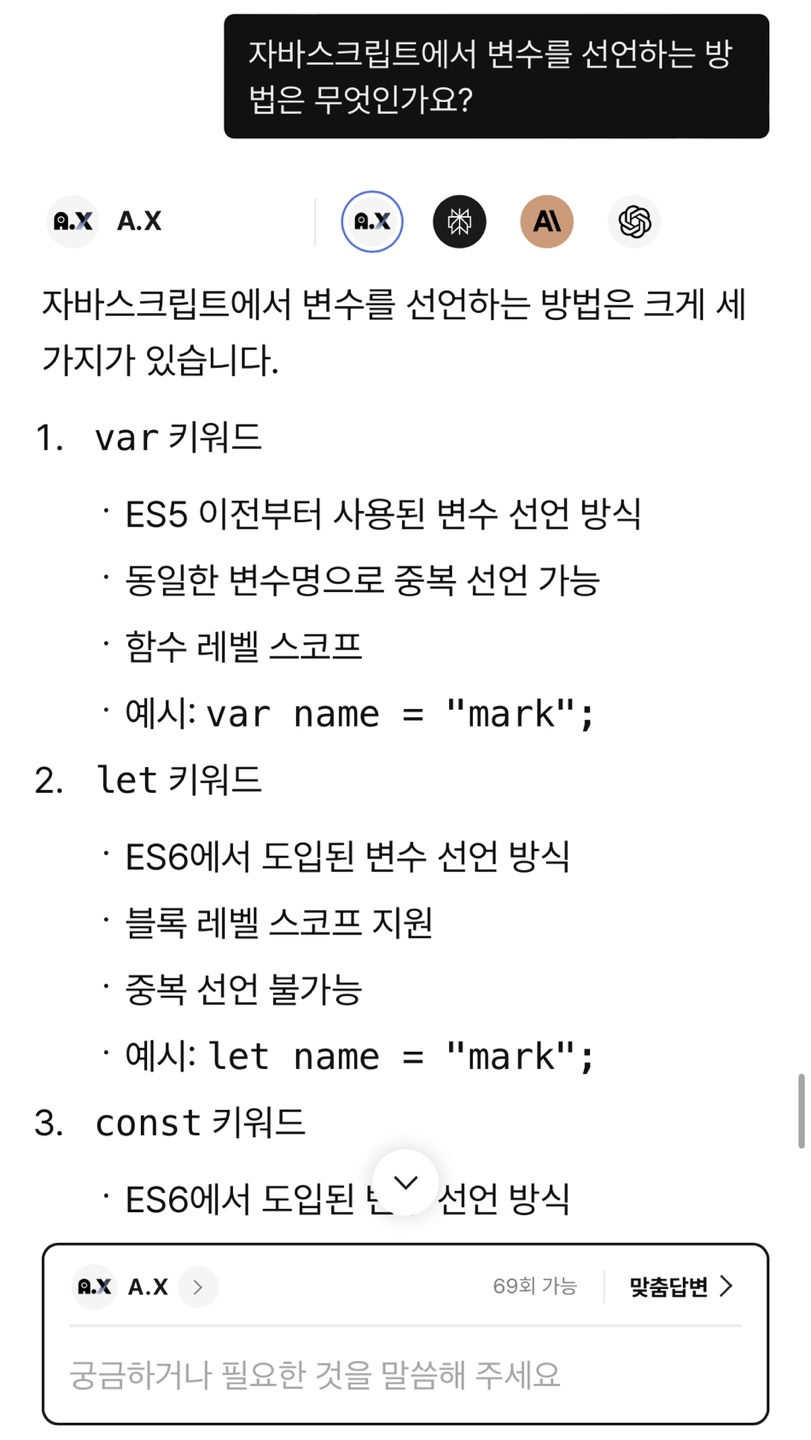 자바스크립트에서 변수를 선언하는 방
법은 무엇인가요?
A.X A.X A.X A\
자바스크립트에서 변수를 선언하는 방법은 크게 세
가지가 있습니다.
1. var 키워드
· ES5 이전부터 사용된 변수 선언 방식
· 동일한 변수명으로 중복 선언 가능
· 함수 레벨 스코프
· 예시: var name = "mark";
2. let 키워드
· ES6에서 도입된 변수 선언 방식
· 블록 레벨 스코프 지원
· 중복 선언 불가능
· 예시: let name = "mark";
3. const 키워드
· ES6에서 도입된 선언 방식
A.X A.X 69회 가능 맞춤답변
궁금하거나 필요한 것을 말씀해 주세요